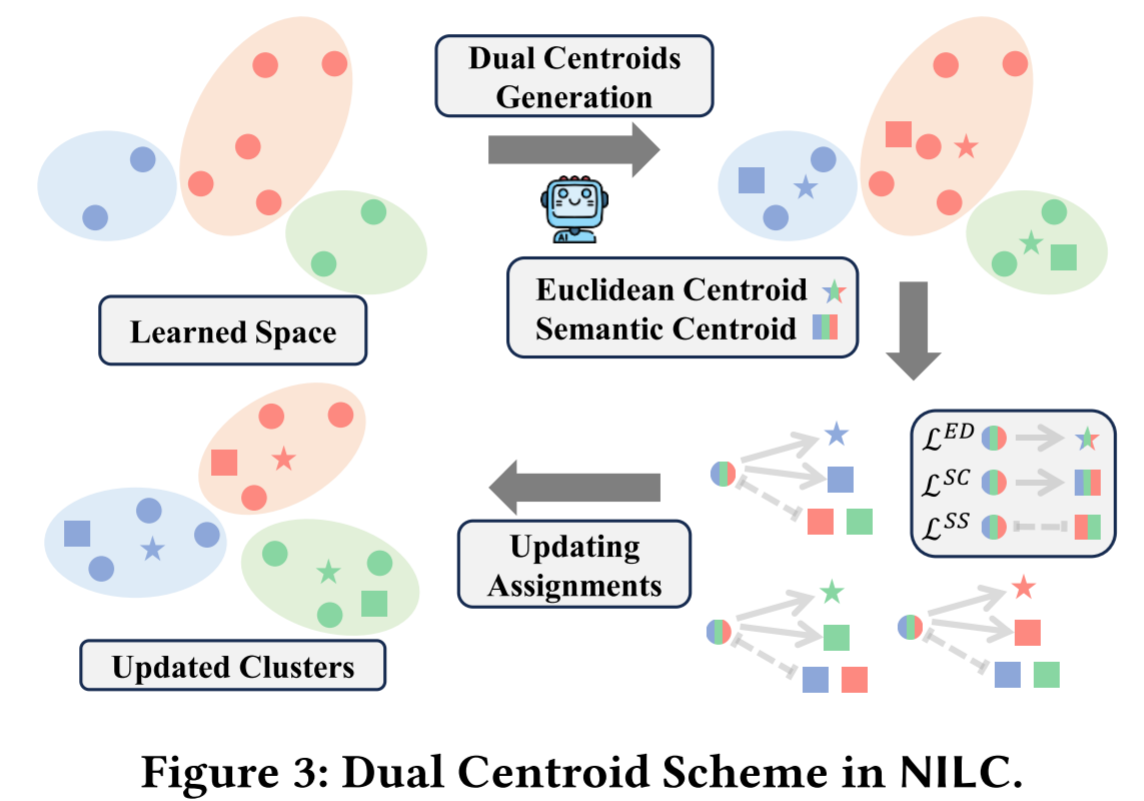 Dual Centroids
Generation
AI
Learned Space
Euclidean Centroid
Semantic Centroid
ℒ^ED
ℒ^SC
ℒ^SS
Updating
Assignments
Updated Clusters
Figure 3: Dual Centroid Scheme in NILC.